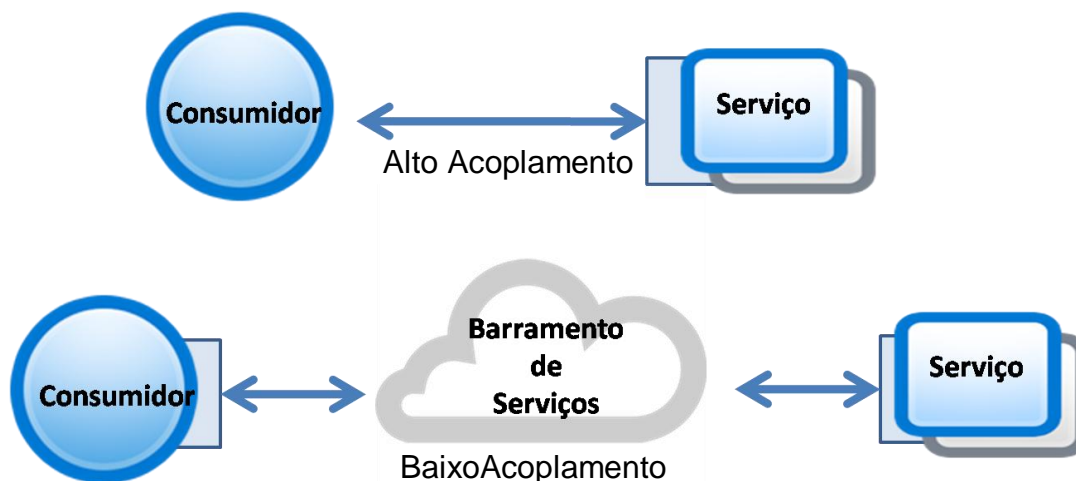 Consumidor
Serviço
Alto Acoplamento
Barramento
de
Serviços
Consumidor
Serviço
BaixoAcoplamento